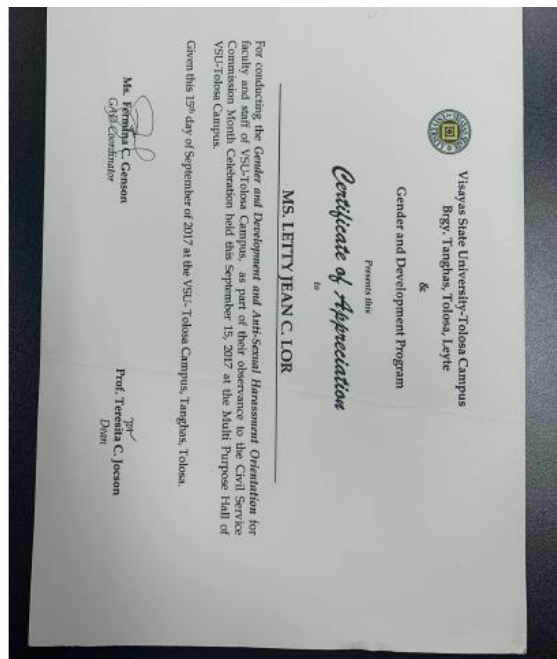 Visayas State University-Tolosa Campus
Brgy. Tanghas, Tolosa, Leyte
&
Gender and Development Program
Presents this
Certificate of Appreciation
to
MS. LETTY JEAN C. LOR
For conducting the Gender and Development and Anti-Sexual Harassment Orientation for
faculty and staff of VSU-Tolosa Campus, as part of their observance to the Civil Service
Commission Month Celebration held this September 15, 2017 at the Multi Purpose Hall of
VSU-Tolosa Campus.
Given this 15th day of September of 2017 at the VSU- Tolosa Campus, Tanghas, Tolosa.
Ms. Fermina C. Genson
GAD Coordinator
Prof. Teresita C. Jocson
Dean